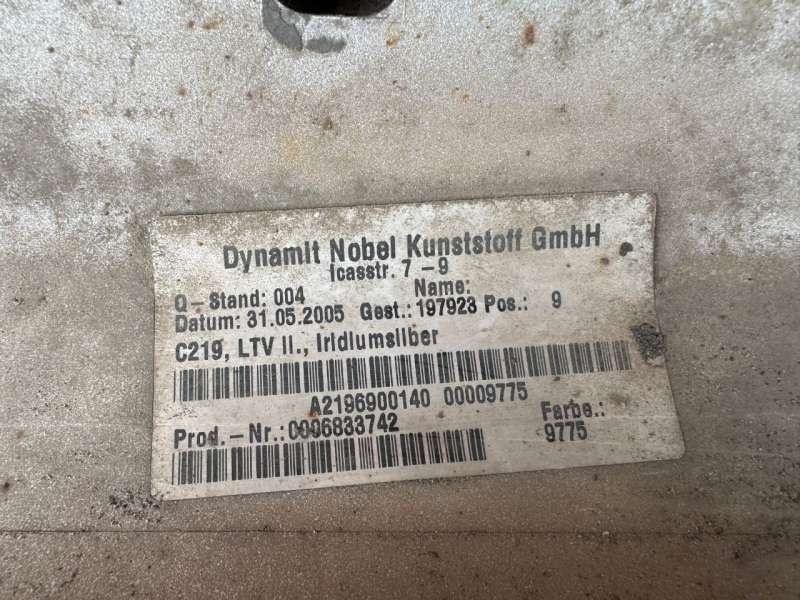 Dynamit Nobel Kunststoff GmbH
Icasstr. 7 - 9
Q-Stand: 004 Name:
Datum: 31.05.2005 Gest.: 197923 Pos.: 9
C219, LTV li., Iridiumsilber
A2196900140 00009775
Prod.-Nr.: 0006833742 Farbe.:
9775